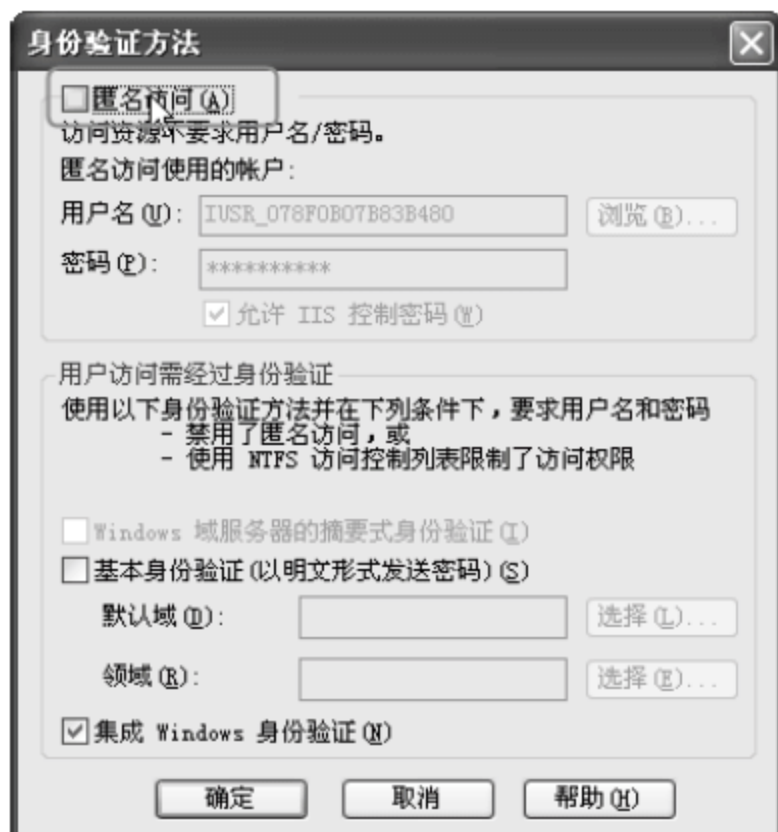 身份验证方法
匿名访问(A)
访问资源不要求用户名/密码。
匿名访问使用的帐户:
用户名(U): IUSR_078F0B07B83B480 浏览(B)...
密码(P): **********
允许 IIS 控制密码(W)
用户访问需经过身份验证
使用以下身份验证方法并在下列条件下，要求用户名和密码
- 禁用了匿名访问，或
- 使用 NTFS 访问控制列表限制了访问权限
Windows 域服务器的摘要式身份验证(I)
基本身份验证(以明文形式发送密码)(S)
默认域(D): 选择(L)...
领域(R): 选择(E)...
集成 Windows 身份验证(N)
确定 取消 帮助(H)